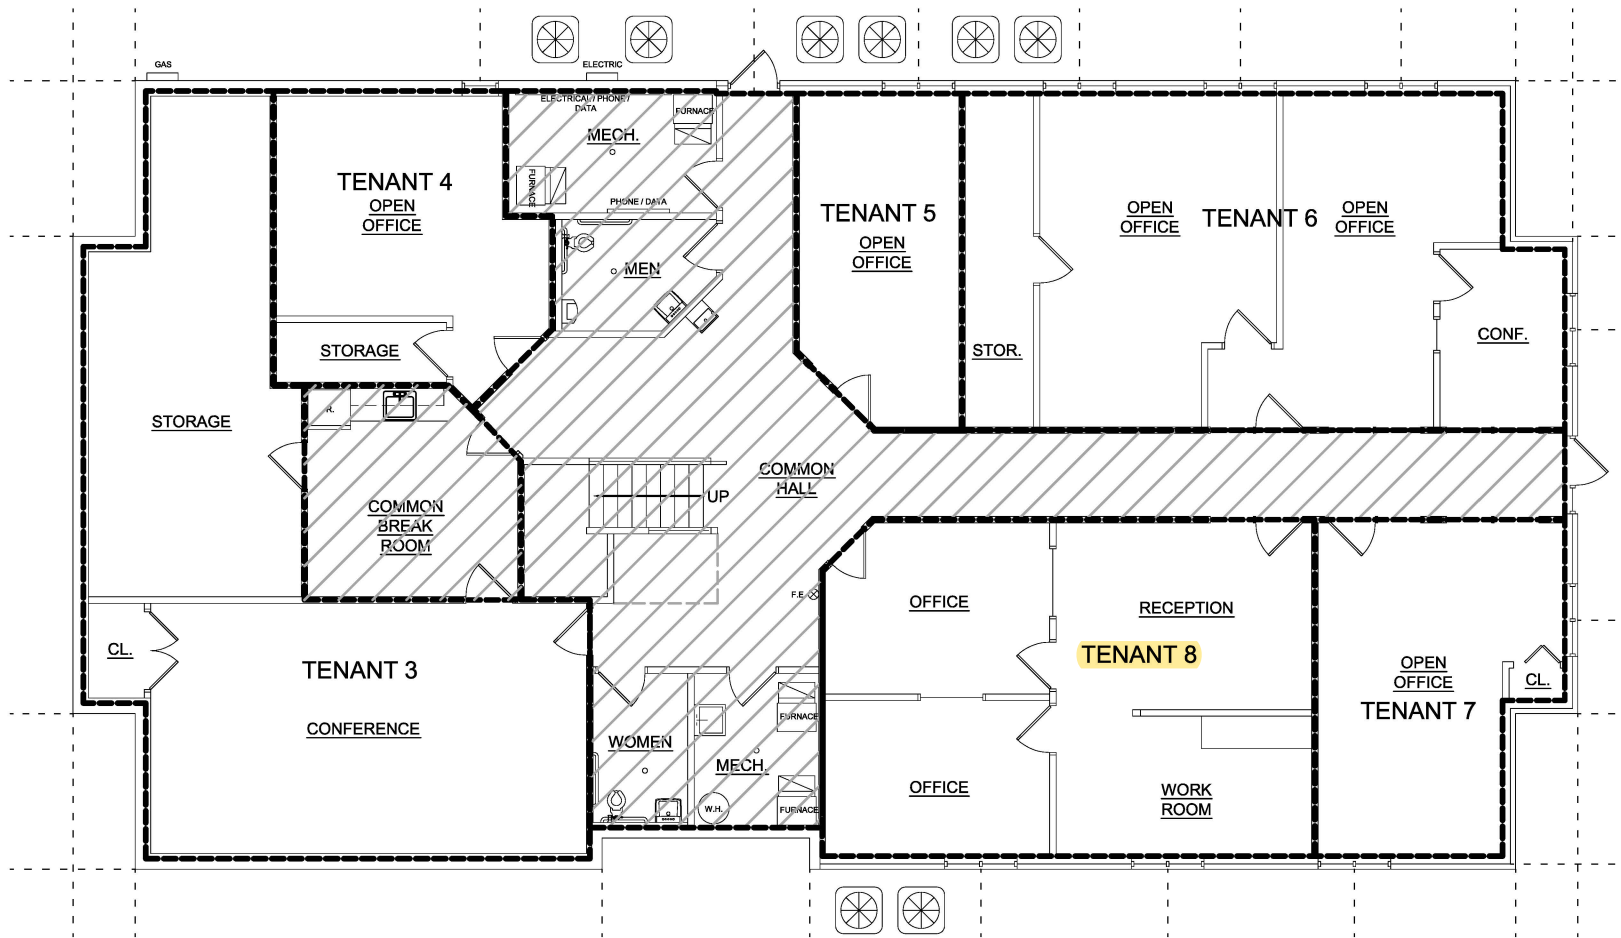 GAS
ELECTRIC
ELECTRICAL / PHONE /
DATA
FURNACE
MECH.
FURNACE
PHONE / DATA
TENANT 4
OPEN
OFFICE
MEN
STORAGE
TENANT 5
OPEN
OFFICE
OPEN
OFFICE
TENANT 6
OPEN
OFFICE
STOR.
CONF.
STORAGE
R.
COMMON
BREAK
ROOM
UP
COMMON
HALL
F.E.
CL.
TENANT 3
CONFERENCE
WOMEN
MECH.
FURNACE
FURNACE
W.H.
OFFICE
RECEPTION
TENANT 8
OFFICE
WORK
ROOM
OPEN
OFFICE
TENANT 7
CL.